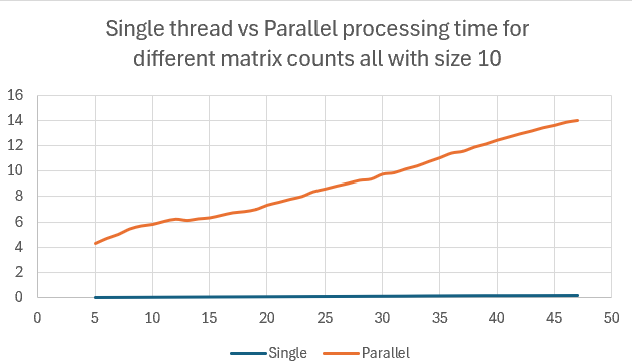 Single thread vs Parallel processing time for
different matrix counts all with size 10
16
14
12
10
8
6
4
2
0
0 5 10 15 20 25 30 35 40 45 50
Single Parallel